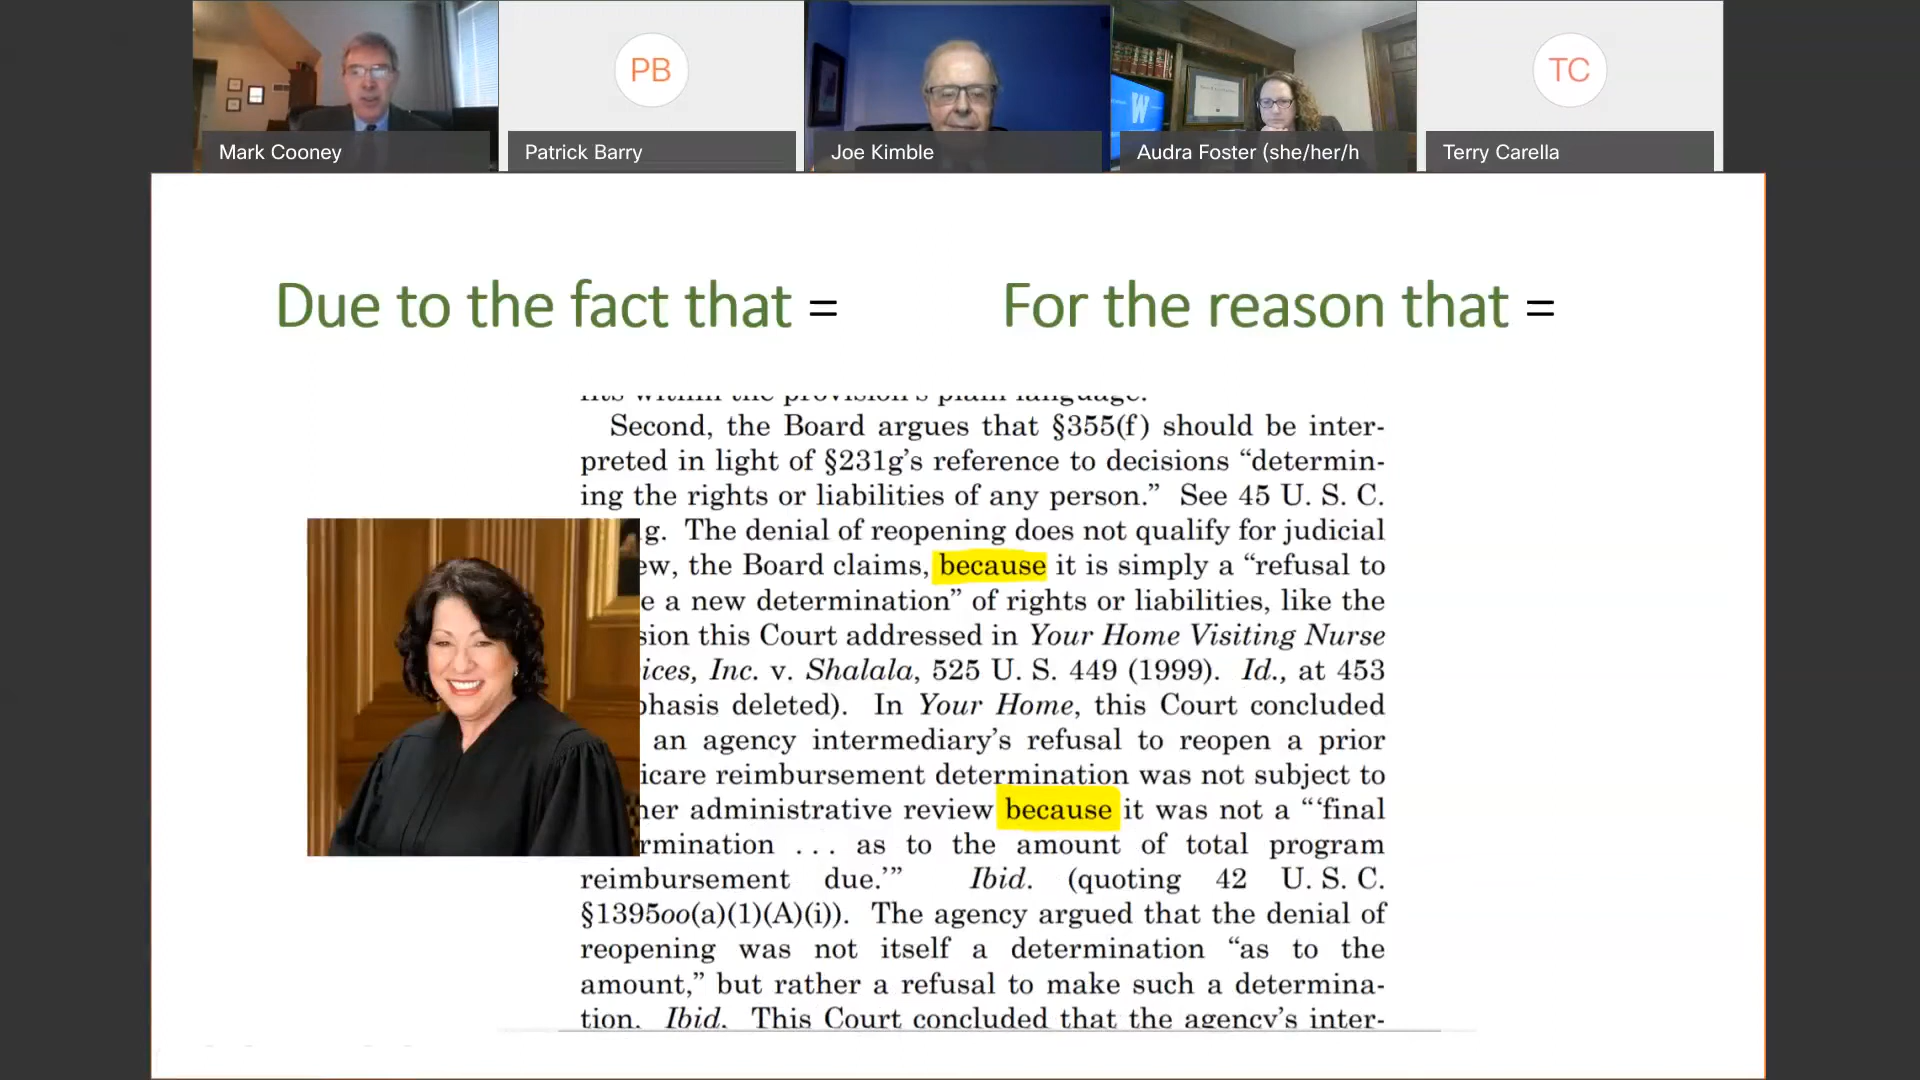 PB
TC
W
Mark Cooney
Patrick Barry
Joe Kimble
Audra Foster (she/her/h
Terry Carella
Due to the fact that =
For the reason that =
fits within the provision's plain language.
Second, the Board argues that §355(f) should be inter-
preted in light of §231g's reference to decisions “determin-
ing the rights or liabilities of any person.” See 45 U. S. C.
g. The denial of reopening does not qualify for judicial
ew, the Board claims, because it is simply a “refusal to
e a new determination” of rights or liabilities, like the
sion this Court addressed in Your Home Visiting Nurse
ices, Inc. v. Shalala, 525 U. S. 449 (1999). Id., at 453
phasis deleted). In Your Home, this Court concluded
an agency intermediary's refusal to reopen a prior
icare reimbursement determination was not subject to
her administrative review because it was not a “‘final
rmination . . . as to the amount of total program
reimbursement due.’” Ibid. (quoting 42 U. S. C.
§1395oo(a)(1)(A)(i)). The agency argued that the denial of
reopening was not itself a determination “as to the
amount,” but rather a refusal to make such a determina-
tion. Ibid. This Court concluded that the agency's inter-